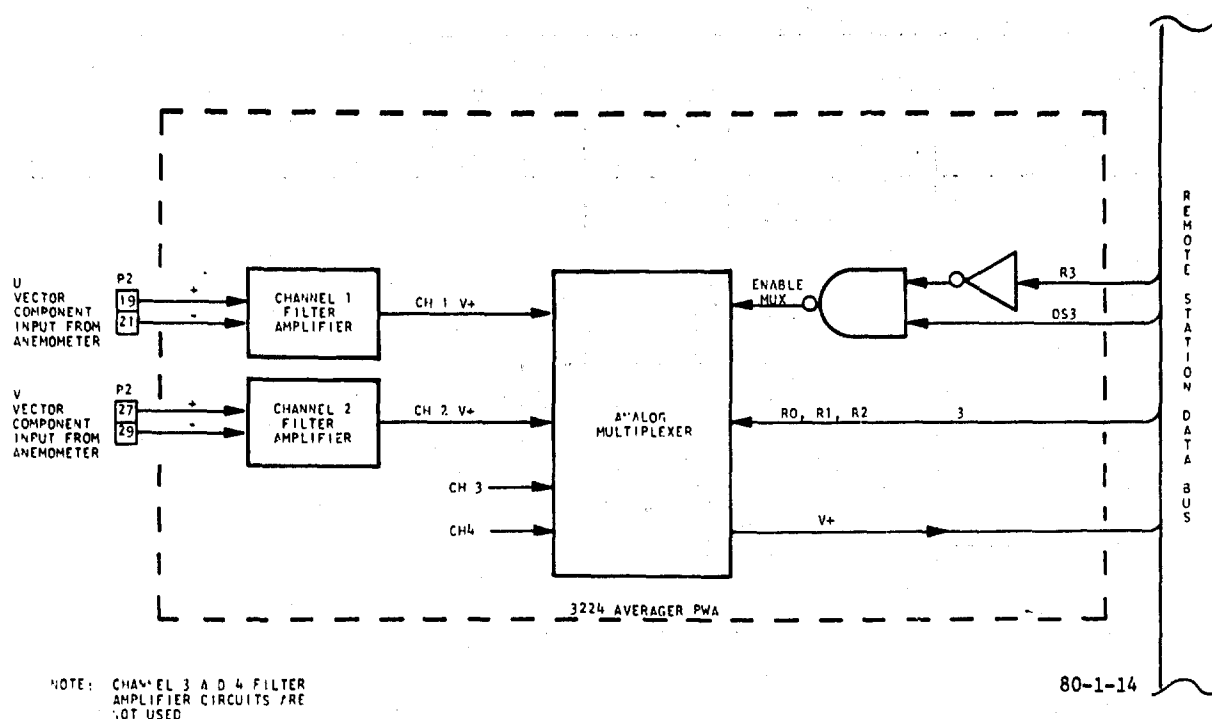 U
VECTOR
COMPONENT
INPUT FROM
ANEMOMETER
P2
19
21
+
-
CHANNEL 1
FILTER
AMPLIFIER
CH 1 V+
V
VECTOR
COMPONENT
INPUT FROM
ANEMOMETER
P2
27
29
+
-
CHANNEL 2
FILTER
AMPLIFIER
CH 2 V+
CH 3
CH4
ANALOG
MULTIPLEXER
ENABLE
MUX
R3
DS3
R0, R1, R2 3
V+
REMOTE STATION DATA BUS
3224 AVERAGER PWA
NOTE: CHANNEL 3 A D 4 FILTER
AMPLIFIER CIRCUITS ARE
NOT USED
80-1-14